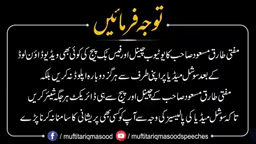 توجہ فرمائیں
مفتی طارق مسعود صاحب کا یوٹیوب چینل اور فیس بک پیج کی کوئی بھی ویڈیو ڈاؤن لوڈ
کے بعد سوشل میڈیا پر اپنی طرف سے ہرگز دوبارہ اپلوڈ نہ کریں بلکہ
مفتی طارق مسعود صاحب کے چینل اور پیج سے ہی ڈائریکٹ ہر جگہ شیئر کریں
تاکہ سوشل میڈیا کی پالیسیز کی وجہ سے آپ کو کسی بھی پریشانی کا سامنا نہ کرنا پڑے
/muftitariqmasood /muftitariqmasoodspeeches